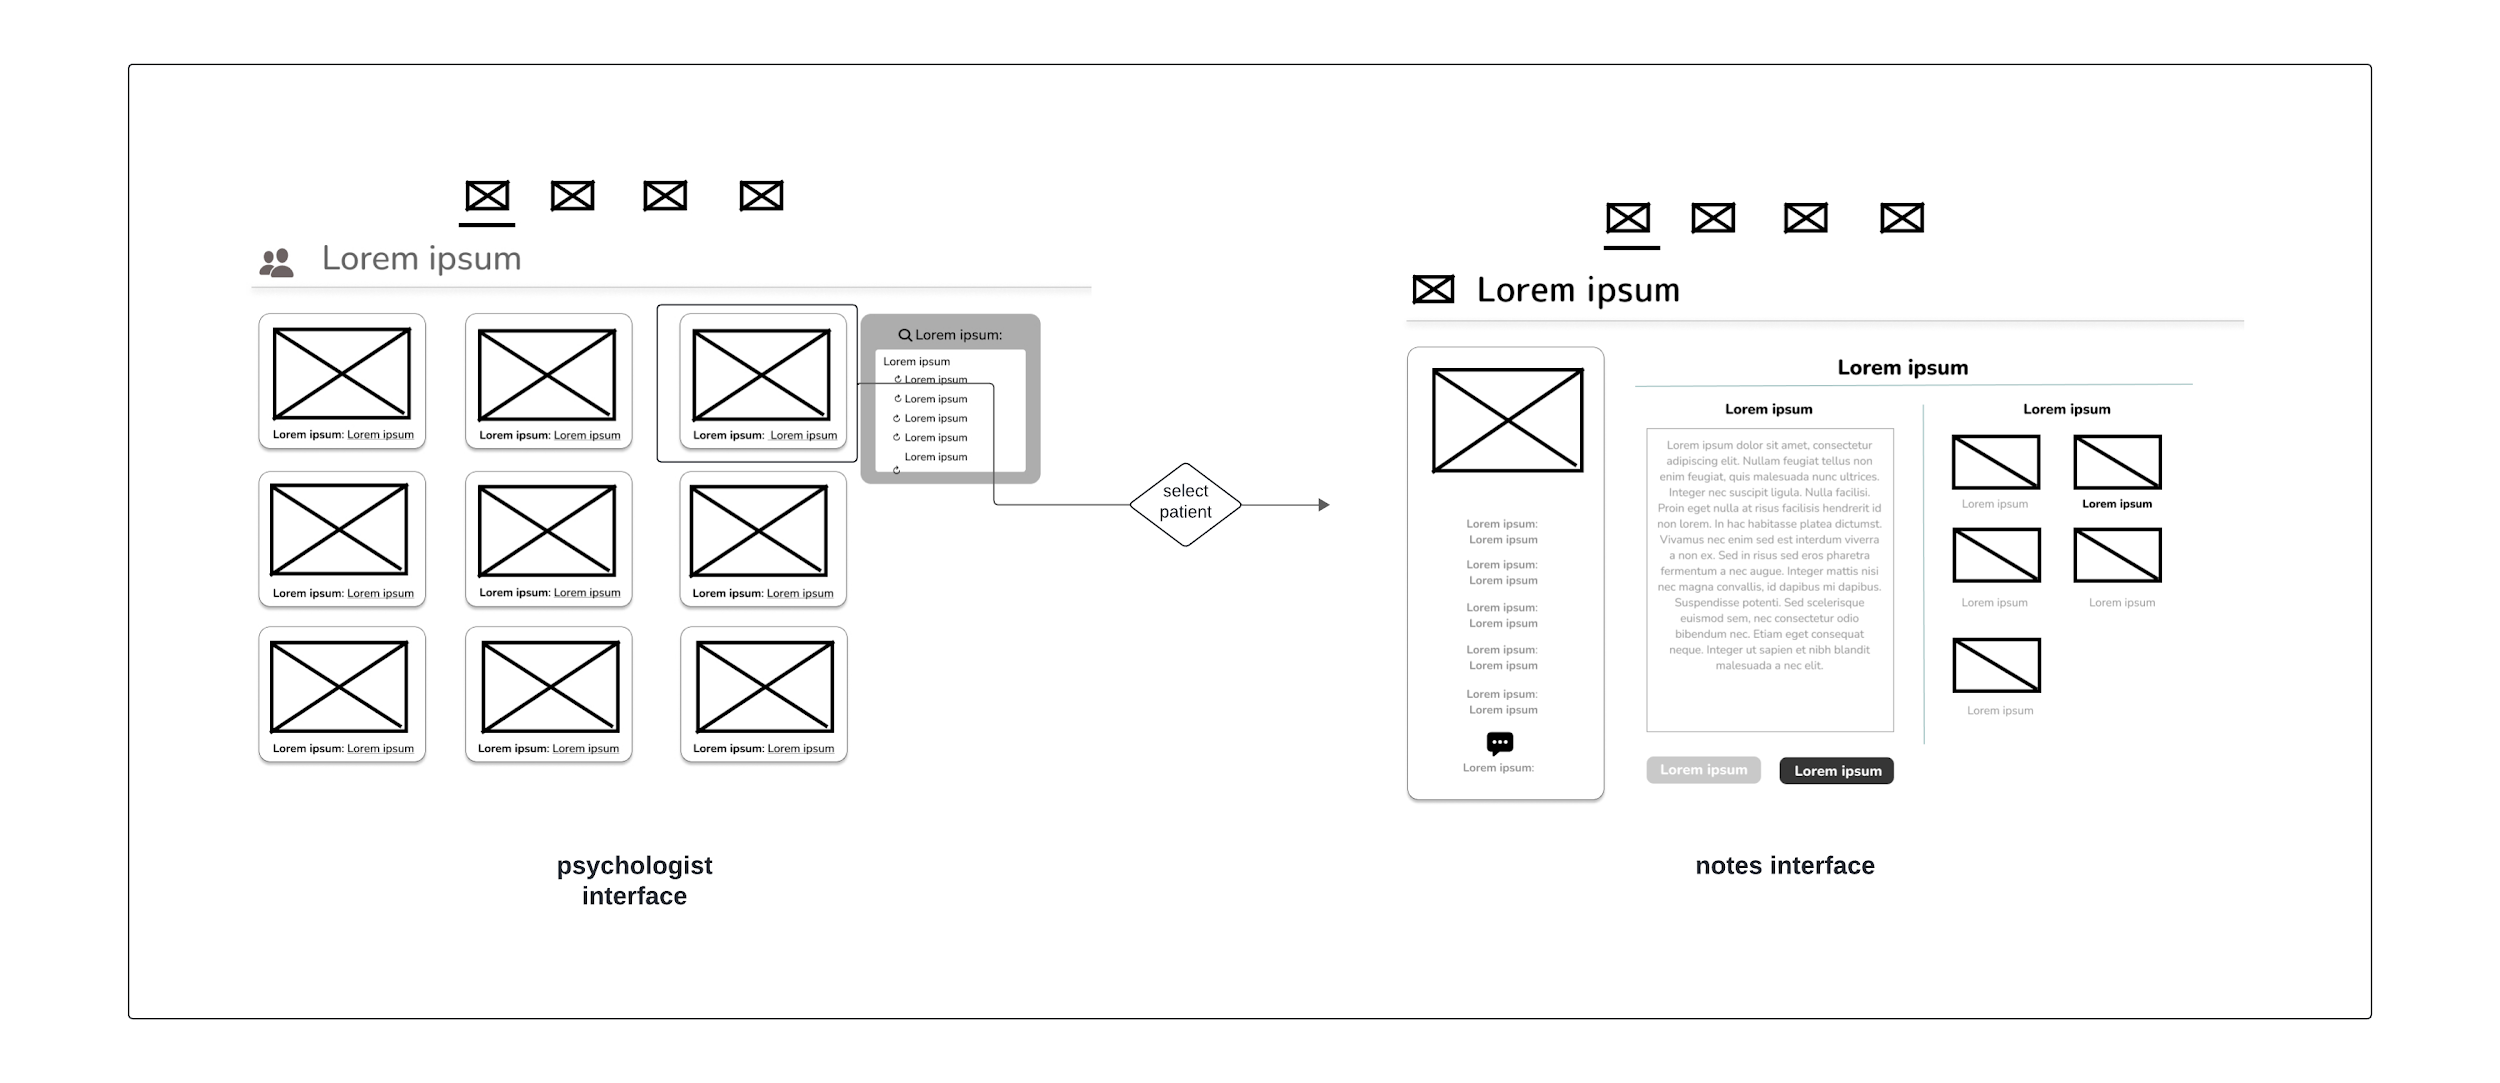 Lorem ipsum
Lorem ipsum: Lorem ipsum
Lorem ipsum: Lorem ipsum
Lorem ipsum: Lorem ipsum
Lorem ipsum:
Lorem ipsum
Lorem ipsum
Lorem ipsum
Lorem ipsum
Lorem ipsum
Lorem ipsum
Lorem ipsum: Lorem ipsum
Lorem ipsum: Lorem ipsum
Lorem ipsum: Lorem ipsum
Lorem ipsum: Lorem ipsum
Lorem ipsum: Lorem ipsum
Lorem ipsum: Lorem ipsum
psychologist
interface
select
patient
Lorem ipsum
Lorem ipsum:
Lorem ipsum
Lorem ipsum:
Lorem ipsum
Lorem ipsum:
Lorem ipsum
Lorem ipsum:
Lorem ipsum
Lorem ipsum:
Lorem ipsum
Lorem ipsum:
Lorem ipsum
Lorem ipsum
Lorem ipsum dolor sit amet, consectetur
adipiscing elit. Nullam feugiat tellus non
enim feugiat, quis malesuada nunc ultrices.
Integer nec suscipit ligula. Nulla facilisi.
Proin eget nulla at risus facilisis hendrerit id
non lorem. In hac habitasse platea dictumst.
Vivamus nec enim sed est interdum viverra
a non ex. Sed in risus sed eros pharetra
fermentum a nec augue. Integer mattis nisi
nec magna convallis, id dapibus mi dapibus.
Suspendisse potenti. Sed scelerisque
euismod sem, nec consectetur odio
bibendum nec. Etiam eget consequat
neque. Integer ut sapien et nibh blandit
malesuada a nec elit.
Lorem ipsum
Lorem ipsum
Lorem ipsum
Lorem ipsum
Lorem ipsum
Lorem ipsum
Lorem ipsum
Lorem ipsum
notes interface